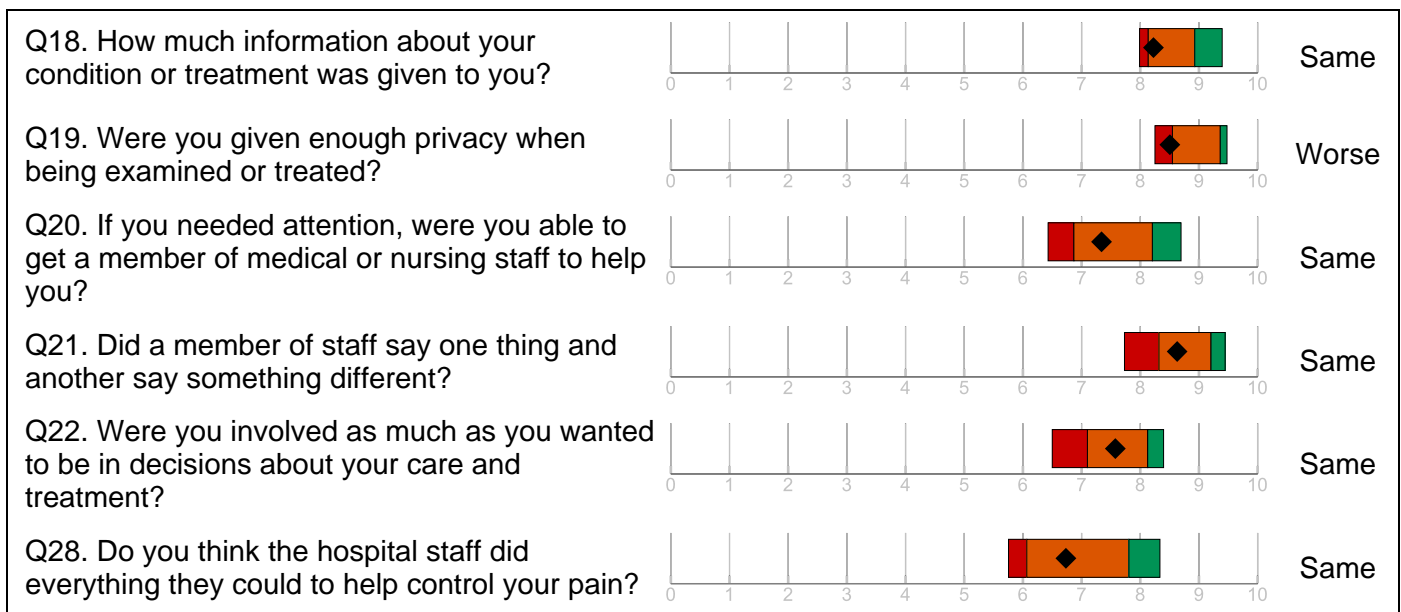 Q18. How much information about your
condition or treatment was given to you?
0 1 2 3 4 5 6 7 8 9 10
Same
Q19. Were you given enough privacy when
being examined or treated?
0 1 2 3 4 5 6 7 8 9 10
Worse
Q20. If you needed attention, were you able to
get a member of medical or nursing staff to help
you?
0 1 2 3 4 5 6 7 8 9 10
Same
Q21. Did a member of staff say one thing and
another say something different?
0 1 2 3 4 5 6 7 8 9 10
Same
Q22. Were you involved as much as you wanted
to be in decisions about your care and
treatment?
0 1 2 3 4 5 6 7 8 9 10
Same
Q28. Do you think the hospital staff did
everything they could to help control your pain?
0 1 2 3 4 5 6 7 8 9 10
Same